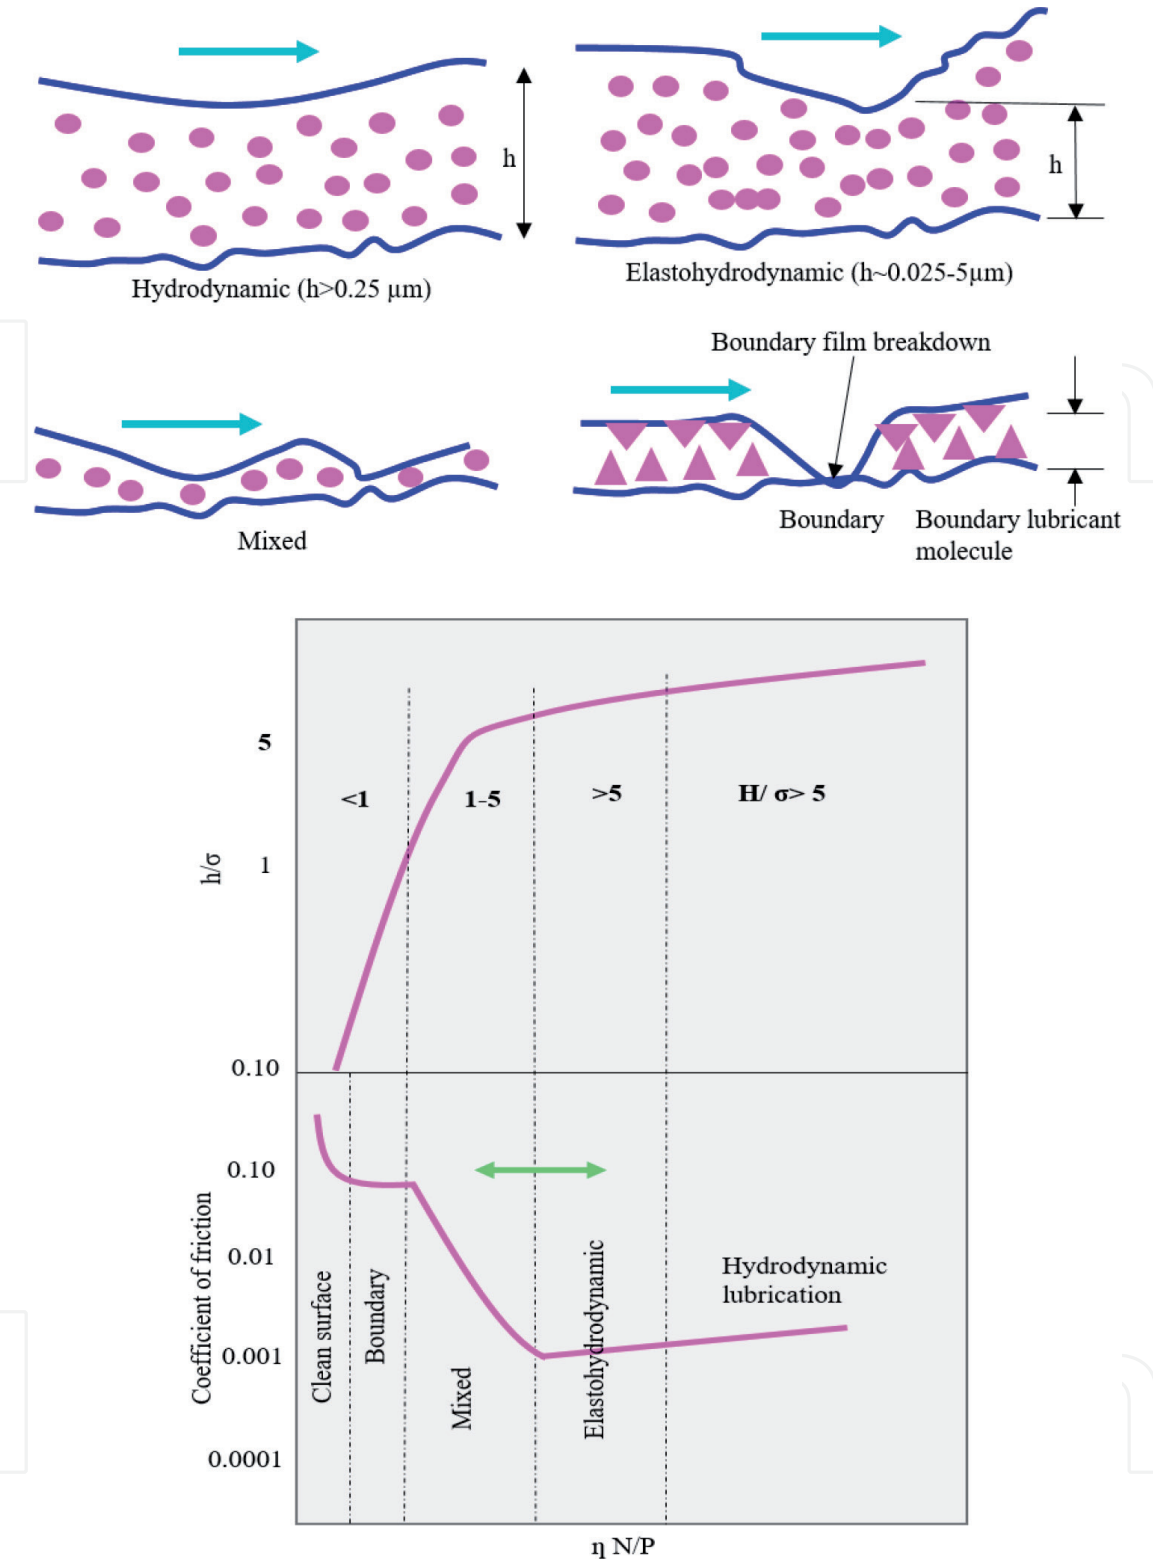 h
h
Hydrodynamic (h>0.25 µm)
Elastohydrodynamic (h~0.025-5µm)
Boundary film breakdown
Mixed
Boundary
Boundary lubricant
molecule
5
<1
1-5
>5
H/ σ> 5
h/σ
1
0.10
0.10
0.01
0.001
0.0001
Coefficient of friction
Clean surface
Boundary
Mixed
Elastohydrodynamic
Hydrodynamic
lubrication
η N/P